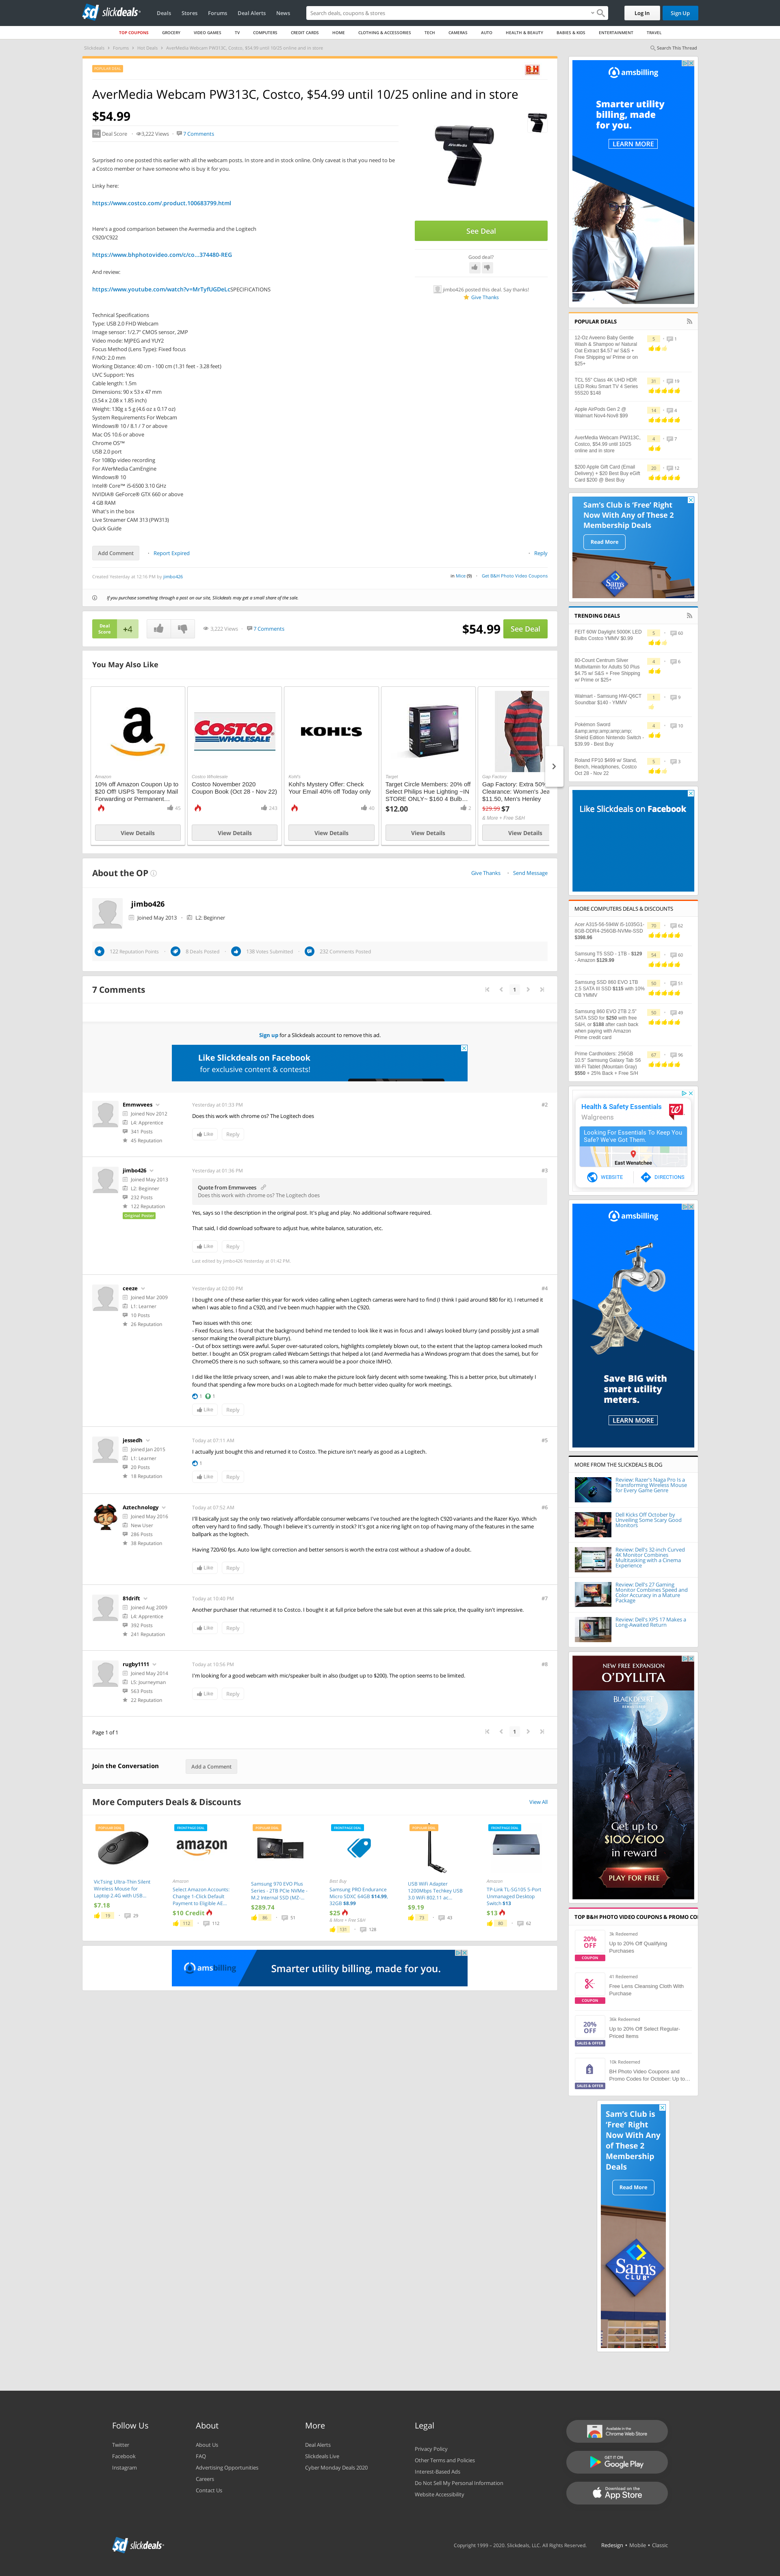 slickdeals
Deals Stores Forums Deal Alerts News
Search deals, coupons & stores
Log In Sign Up
TOP COUPONS GROCERY VIDEO GAMES TV COMPUTERS CREDIT CARDS HOME CLOTHING & ACCESSORIES TECH CAMERAS AUTO HEALTH & BEAUTY BABIES & KIDS ENTERTAINMENT TRAVEL
Slickdeals > Forums > Hot Deals > AverMedia Webcam PW313C, Costco, $54.99 until 10/25 online and in store
Search This Thread
AverMedia Webcam PW313C, Costco, $54.99 until 10/25 online and in store
$54.99
+4 Deal Score 3,222 Views 7 Comments
Surprised no one posted this earlier with all the webcam posts. In store and in stock online. Only caveat is that you need to be
a Costco member or have someone who is buy it for you.
Linky here:
https://www.costco.com/.product.100683799.html
Here's a good comparison between the Avermedia and the Logitech
C920/C922
https://www.bhphotovideo.com/c/co...374480-REG
And review:
https://www.youtube.com/watch?v=MrTyfUGDeLcSPECIFICATIONS
Technical Specifications
Type: USB 2.0 FHD Webcam
Image sensor: 1/2.7" CMOS sensor, 2MP
Video mode: MJPEG and YUY2
Focus Method (Lens Type): Fixed focus
F/NO: 2.0 mm
Working Distance: 40 cm - 100 cm (1.31 feet - 3.28 feet)
UVC Support: Yes
Cable length: 1.5m
Dimensions: 90 x 53 x 47 mm
(3.54 x 2.08 x 1.85 inch)
Weight: 130g ± 5 g (4.6 oz ± 0.17 oz)
System Requirements For Webcam
Windows® 10 / 8.1 / 7 or above
Mac OS 10.6 or above
Chrome OS™
USB 2.0 port
For 1080p video recording
For AVerMedia CamEngine
Windows® 10
Intel® Core™ i5-6500 3.10 GHz
NVIDIA® GeForce® GTX 660 or above
4 GB RAM
What's in the box
Live Streamer CAM 313 (PW313)
Quick Guide
See Deal
Good deal?
jimbo426 posted this deal. Say thanks!
Give Thanks
Add Comment Report Expired Reply
Created Yesterday at 12:16 PM by jimbo426
in Mice (9) Get B&H Photo Video Coupons
If you purchase something through a post on our site, Slickdeals may get a small share of the sale.
Deal Score +4 3,222 Views 7 Comments $54.99 See Deal
You May Also Like
Amazon
10% off Amazon Coupon Up to
$20 Off! USPS Temporary Mail
Forwarding or Permanent...
45
View Details
COSTCO WHOLESALE
Costco Wholesale
Costco November 2020
Coupon Book (Oct 28 - Nov 22)
243
View Details
KOHL'S
Kohl's
Kohl's Mystery Offer: Check
Your Email 40% off Today only
40
View Details
Target
Target Circle Members: 20% off
Select Philips Hue Lighting ~IN
STORE ONLY~ $160 4 Bulb...
$12.00 2
View Details
Gap Factory
Gap Factory: Extra 50%
Clearance: Women's Jea
$11.50, Men's Henley
$29.99 $7
& More + Free S&H
View Details
About the OP
Give Thanks Send Message
jimbo426
Joined May 2013 L2: Beginner
122 Reputation Points 8 Deals Posted 138 Votes Submitted 232 Comments Posted
7 Comments
1
Sign up for a Slickdeals account to remove this ad.
Like Slickdeals on Facebook
for exclusive content & contests!
Emmwvees
Joined Nov 2012
L4: Apprentice
341 Posts
45 Reputation
Yesterday at 01:33 PM #2
Does this work with chrome os? The Logitech does
Like Reply
jimbo426
Joined May 2013
L2: Beginner
232 Posts
122 Reputation
Original Poster
Yesterday at 01:36 PM #3
Quote from Emmwvees
Does this work with chrome os? The Logitech does
Yes, says so I the description in the original post. It's plug and play. No additional software required.
That said, I did download software to adjust hue, white balance, saturation, etc.
Like Reply
Last edited by jimbo426 Yesterday at 01:42 PM
ceeze
Joined Mar 2009
L1: Learner
10 Posts
26 Reputation
Yesterday at 02:00 PM #4
I bought one of these earlier this year for work video calling when Logitech cameras were hard to find (I think I paid around $80 for it). I returned it
when I was able to find a C920, and I've been much happier with the C920.
Two issues with this one:
- Fixed focus lens. I found that the background behind me tended to look like it was in focus and I always looked blurry (and possibly just a small
sensor making the overall picture blurry).
- Out of box settings were awful. Super over-saturated colors, highlights completely blown out, to the extent that the laptop camera looked much
better. I bought an OSX program called Webcam Settings that helped a lot (and Avermedia has a Windows program that does the same), but for
ChromeOS there is no such software, so this camera would be a poor choice IMHO.
I did like the little privacy screen, and I was able to make the picture look fairly decent with some tweaking. This is a better price, but ultimately I
found that spending a few more bucks on a Logitech made for much better video quality for work meetings.
Like Reply
jessedh
Joined Jan 2015
L1: Learner
20 Posts
18 Reputation
Today at 07:11 AM #5
I actually just bought this and returned it to Costco. The picture isn't nearly as good as a Logitech.
1
Like Reply
Aztechnology
Joined May 2016
New User
286 Posts
38 Reputation
Today at 07:52 AM #6
I'll basically just say the only two relatively affordable consumer webcams I've touched are the logitech C920 variants and the Razer Kiyo. Which
often are very hard to find sadly. Though I believe it's currently in stock? It's got a nice ring light on top of having many of the same features in the
ballpark as the logitech.
Having 720/60 fps. Auto low light correction and better sensors is worth the extra cost without a shadow of a doubt.
Like Reply
81drift
Joined Aug 2009
L4: Apprentice
392 Posts
241 Reputation
Today at 10:40 PM #7
Another purchaser that returned it to Costco. I bought it at full price before the sale but even at this sale price, the quality isn't impressive.
Like Reply
rugby1111
Joined May 2014
L5: Journeyman
563 Posts
22 Reputation
Today at 10:56 PM #8
I'm looking for a good webcam with mic/speaker built in also (budget up to $200). The option seems to be limited.
Like Reply
Page 1 of 1
1
Join the Conversation Add a Comment
More Computers Deals & Discounts View All
VicTsing Ultra-Thin Silent
Wireless Mouse for
Laptop 2.4G with USB...
$7.18
19 29
amazon
Amazon
Select Amazon Accounts:
Change 1-Click Default
Payment to Eligible AE...
$10 Credit
112 112
Samsung 970 EVO Plus
Series - 2TB PCIe NVMe -
M.2 Internal SSD (MZ-...
$289.74
86 51
Best Buy
Samsung PRO Endurance
Micro SDXC 64GB $14.99,
32GB $8.99
$25
& More + Free S&H
131 128
USB WiFi Adapter
1200Mbps Techkey USB
3.0 WiFi 802.11 ac...
$9.19
73 43
Amazon
TP-Link TL-SG105 5-Port
Unmanaged Desktop
Switch $13
$13
80 62
amsbilling
Smarter utility billing, made for you.
amsbilling
Smarter utility
billing, made
for you.
LEARN MORE
POPULAR DEALS
12-Oz Aveeno Baby Gentle
Wash & Shampoo w/ Natural
Oat Extract $4.57 w/ S&S +
Free Shipping w/ Prime or on
$25+
5 1
TCL 55" Class 4K UHD HDR
LED Roku Smart TV 4 Series
55S20 $148
31 19
Apple AirPods Gen 2 @
Walmart Nov4-Nov8 $99
14 8
AverMedia Webcam PW313C,
Costco, $54.99 until 10/25
online and in store
4 7
$200 Apple Gift Card (Email
Delivery) + $20 Best Buy eGift
Card $200 @ Best Buy
20 12
Sam's Club is 'Free' Right
Now With Any of These 2
Membership Deals
Read More
Sam's CLUB
TRENDING DEALS
FEIT 60W Daylight 5000K LED
Bulbs Costco YMMV $0.99
5 60
80-Count Centrum Silver
Multivitamin for Adults 50 Plus
$4.75 w/ S&S + Free Shipping
w/ Prime or $25+
4 6
Walmart - Samsung HW-Q6CT
Soundbar $140 - YMMV
1 9
Pokémon Sword
&amp;amp;amp;amp;amp;
Shield Edition Nintendo Switch
$39.99 - Best Buy
4 10
Roland FP10 $499 w/ Stand,
Bench, Headphones, Costco
Oct 28 - Nov 22
5 3
Like Slickdeals on Facebook
MORE COMPUTERS DEALS & DISCOUNTS
Acer A315-56-594W i5-1035G1-
8GB-DDR4-256GB-NVMe-SSD
$398.96
70 62
Samsung T5 SSD - 1TB - $129
- Amazon $129.99
54 60
Samsung SSD 860 EVO 1TB
2.5 SATA III SSD $115 with 10%
CB YMMV
50 51
Samsung 860 EVO 2TB 2.5"
SATA SSD for $250 with free
S&H, or $188 after cash back
when paying with Amazon
Prime credit card
50 49
Prime Cardholders: 256GB
10.5" Samsung Galaxy Tab S6
Wi-Fi Tablet (Mountain Gray)
$550 + 25% Back + Free S/H
67 96
Health & Safety Essentials
Walgreens
Looking For Essentials To Keep You
Safe? We've Got Them.
East Wenatchee
WEBSITE DIRECTIONS
amsbilling
Save BIG with
smart utility
meters.
LEARN MORE
MORE FROM THE SLICKDEALS BLOG
Review: Razer's Naga Pro Is a
Transforming Wireless Mouse
for Every Game Genre
Dell Kicks Off October by
Unveiling Some Scary Good
Monitors
Review: Dell's 32-inch Curved
4K Monitor Combines
Multitasking with a Cinema
Experience
Review: Dell's 27 Gaming
Monitor Combines Speed and
Color Accuracy in a Mature
Package
Review: Dell's XPS 17 Makes a
Long-Awaited Return
NEW FREE EXPANSION
O'DYLLITA
BLACK DESERT
Get up to
$100/€100
in reward
PLAY FOR FREE
TOP B&H PHOTO VIDEO COUPONS & PROMO CO
20% OFF
COUPON
3k Redeemed
Up to 20% Off Qualifying
Purchases
COUPON
41 Redeemed
Free Lens Cleansing Cloth With
Purchase
20% OFF
SALES & OFFER
36k Redeemed
Up to 20% Off Select Regular-
Priced Items
SALES & OFFER
10k Redeemed
BH Photo Video Coupons and
Promo Codes for October: Up to...
Sam's Club is
'Free' Right
Now With Any
of These 2
Membership
Deals
Read More
Sam's CLUB
Follow Us
Twitter
Facebook
Instagram
About
About Us
FAQ
Advertising Opportunities
Careers
Contact Us
More
Deal Alerts
Slickdeals Live
Cyber Monday Deals 2020
Legal
Privacy Policy
Other Terms and Policies
Interest-Based Ads
Do Not Sell My Personal Information
Website Accessibility
Available in the
Chrome Web Store
GET IT ON
Google Play
Download on the
App Store
slickdeals
Copyright 1999 - 2020. Slickdeals, LLC. All Rights Reserved. Redesign • Mobile • Classic